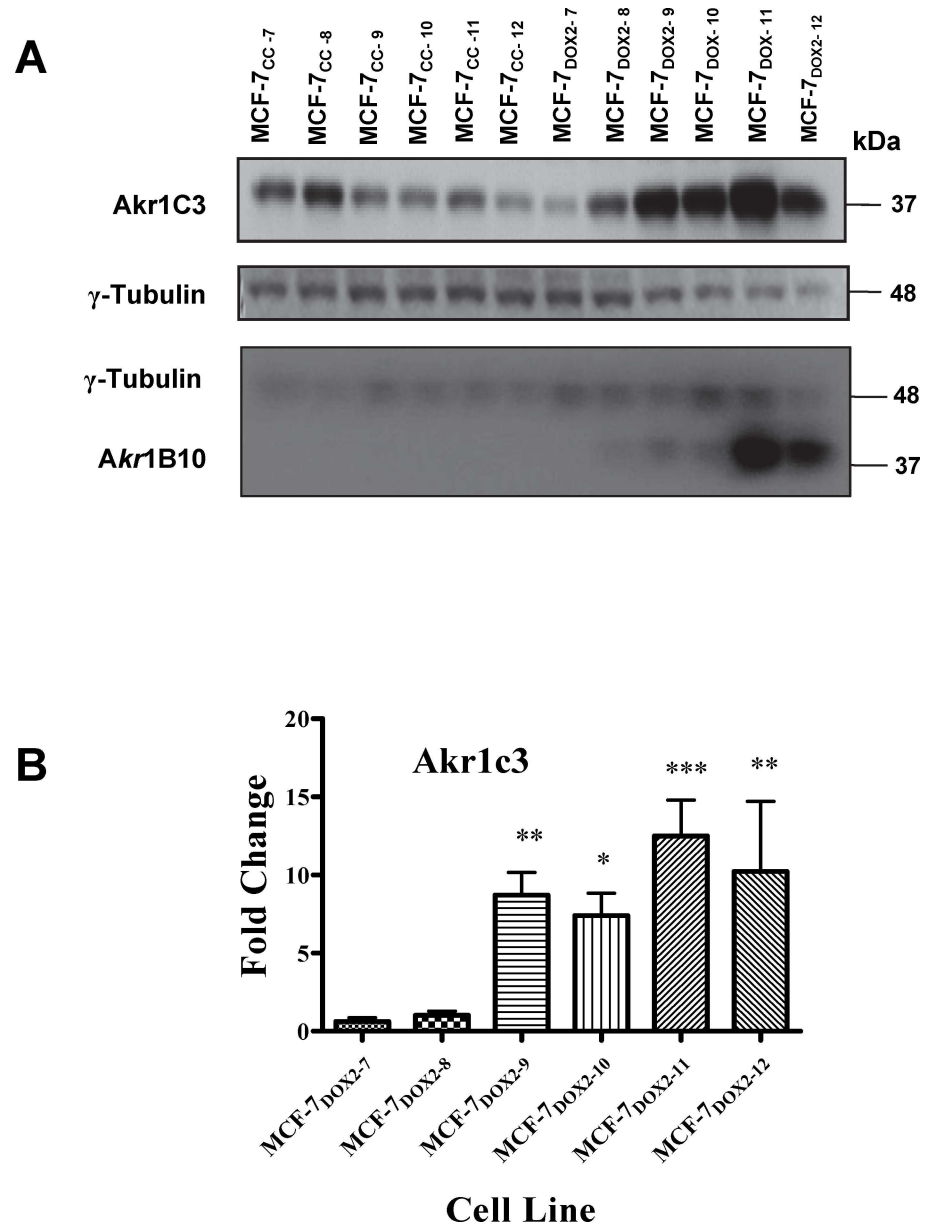 A
MCF-7CC-7
MCF-7CC-8
MCF-7CC-9
MCF-7CC-10
MCF-7CC-11
MCF-7CC-12
MCF-7DOX2-7
MCF-7DOX2-8
MCF-7DOX2-9
MCF-7DOX-10
MCF-7DOX-11
MCF-7DOX2-12
kDa
Akr1C3
37
γ-Tubulin
48
γ-Tubulin
48
Akr1B10
37
B
Akr1c3
Fold Change
20
15
10
5
0
**
*
***
**
MCF-7DOX2-7
MCF-7DOX2-8
MCF-7DOX2-9
MCF-7DOX2-10
MCF-7DOX2-11
MCF-7DOX2-12
Cell Line